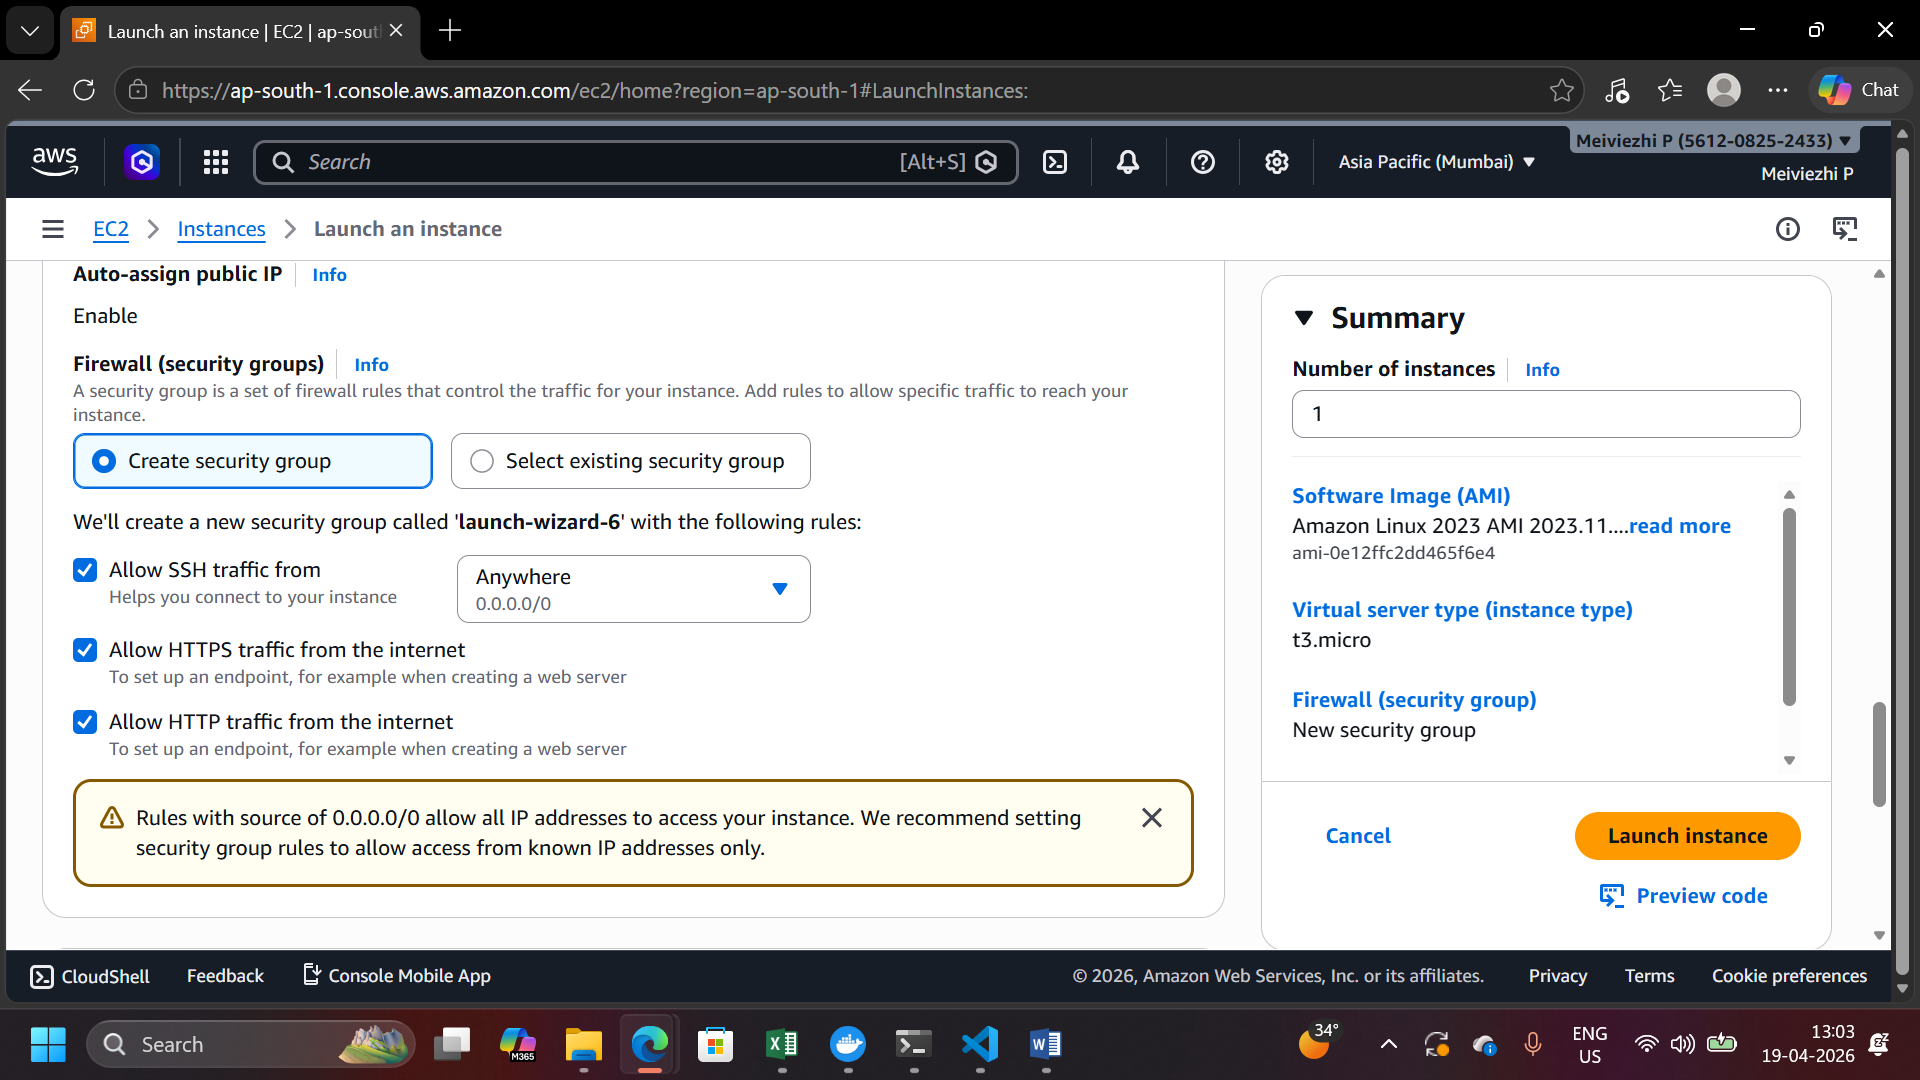 Launch an instance | EC2 | ap-sout
https://ap-south-1.console.aws.amazon.com/ec2/home?region=ap-south-1#LaunchInstances:
Chat
aws
Search
[Alt+S]
Asia Pacific (Mumbai)
Meiviezhi P (5612-0825-2433)
Meiviezhi P
EC2
Instances
Launch an instance
Auto-assign public IP
Info
Enable
Firewall (security groups)
Info
A security group is a set of firewall rules that control the traffic for your instance. Add rules to allow specific traffic to reach your
instance.
Create security group
Select existing security group
We'll create a new security group called 'launch-wizard-6' with the following rules:
Allow SSH traffic from
Helps you connect to your instance
Anywhere
0.0.0.0/0
Allow HTTPS traffic from the internet
To set up an endpoint, for example when creating a web server
Allow HTTP traffic from the internet
To set up an endpoint, for example when creating a web server
Rules with source of 0.0.0.0/0 allow all IP addresses to access your instance. We recommend setting
security group rules to allow access from known IP addresses only.
Summary
Number of instances
Info
1
Software Image (AMI)
Amazon Linux 2023 AMI 2023.11....read more
ami-0e12ffc2dd465f6e4
Virtual server type (instance type)
t3.micro
Firewall (security group)
New security group
Cancel
Launch instance
Preview code
CloudShell
Feedback
Console Mobile App
© 2026, Amazon Web Services, Inc. or its affiliates.
Privacy
Terms
Cookie preferences
Search
M365
34°
ENG
US
13:03
19-04-2026